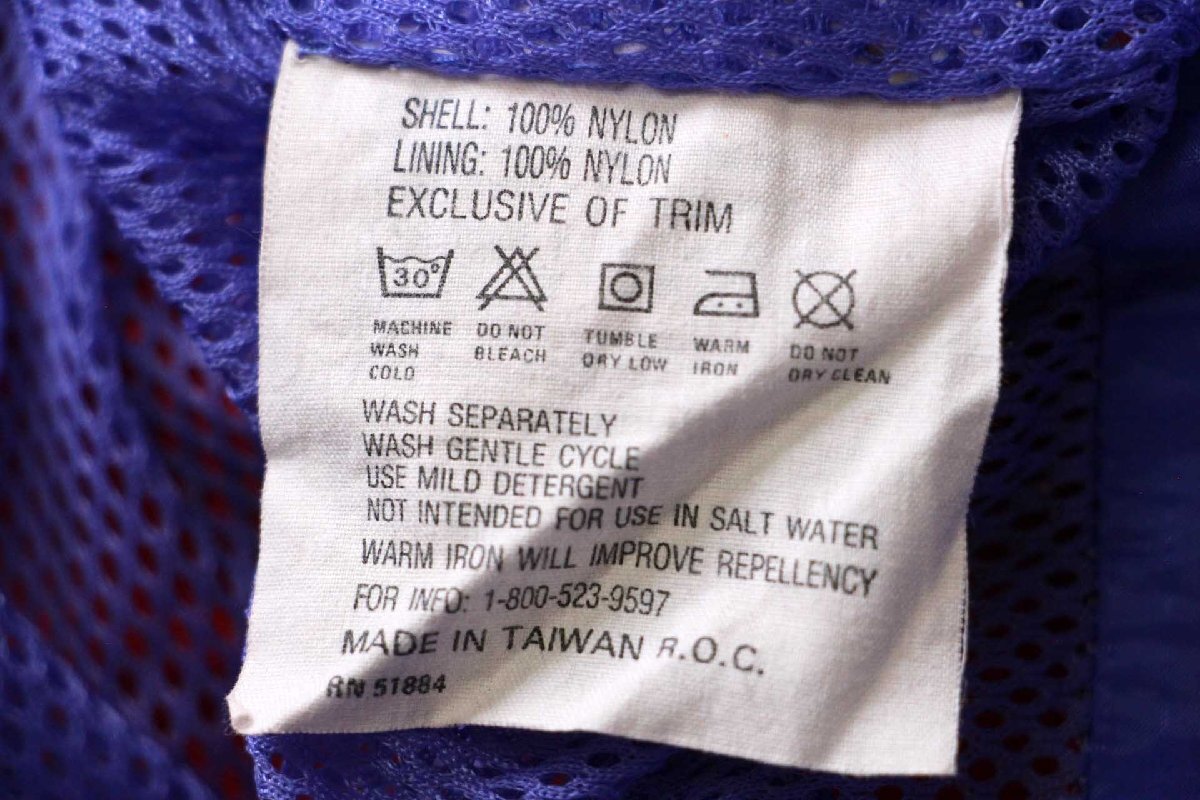 SHELL: 100% NYLON
LINING: 100% NYLON
EXCLUSIVE OF TRIM
30°
MACHINE WASH COLD
DO NOT BLEACH
TUMBLE DRY LOW
WARM IRON
DO NOT DRY CLEAN
WASH SEPARATELY
WASH GENTLE CYCLE
USE MILD DETERGENT
NOT INTENDED FOR USE IN SALT WATER
WARM IRON WILL IMPROVE REPELLENCY
FOR INFO: 1-800-523-9597
MADE IN TAIWAN R.O.C.
RN 51884